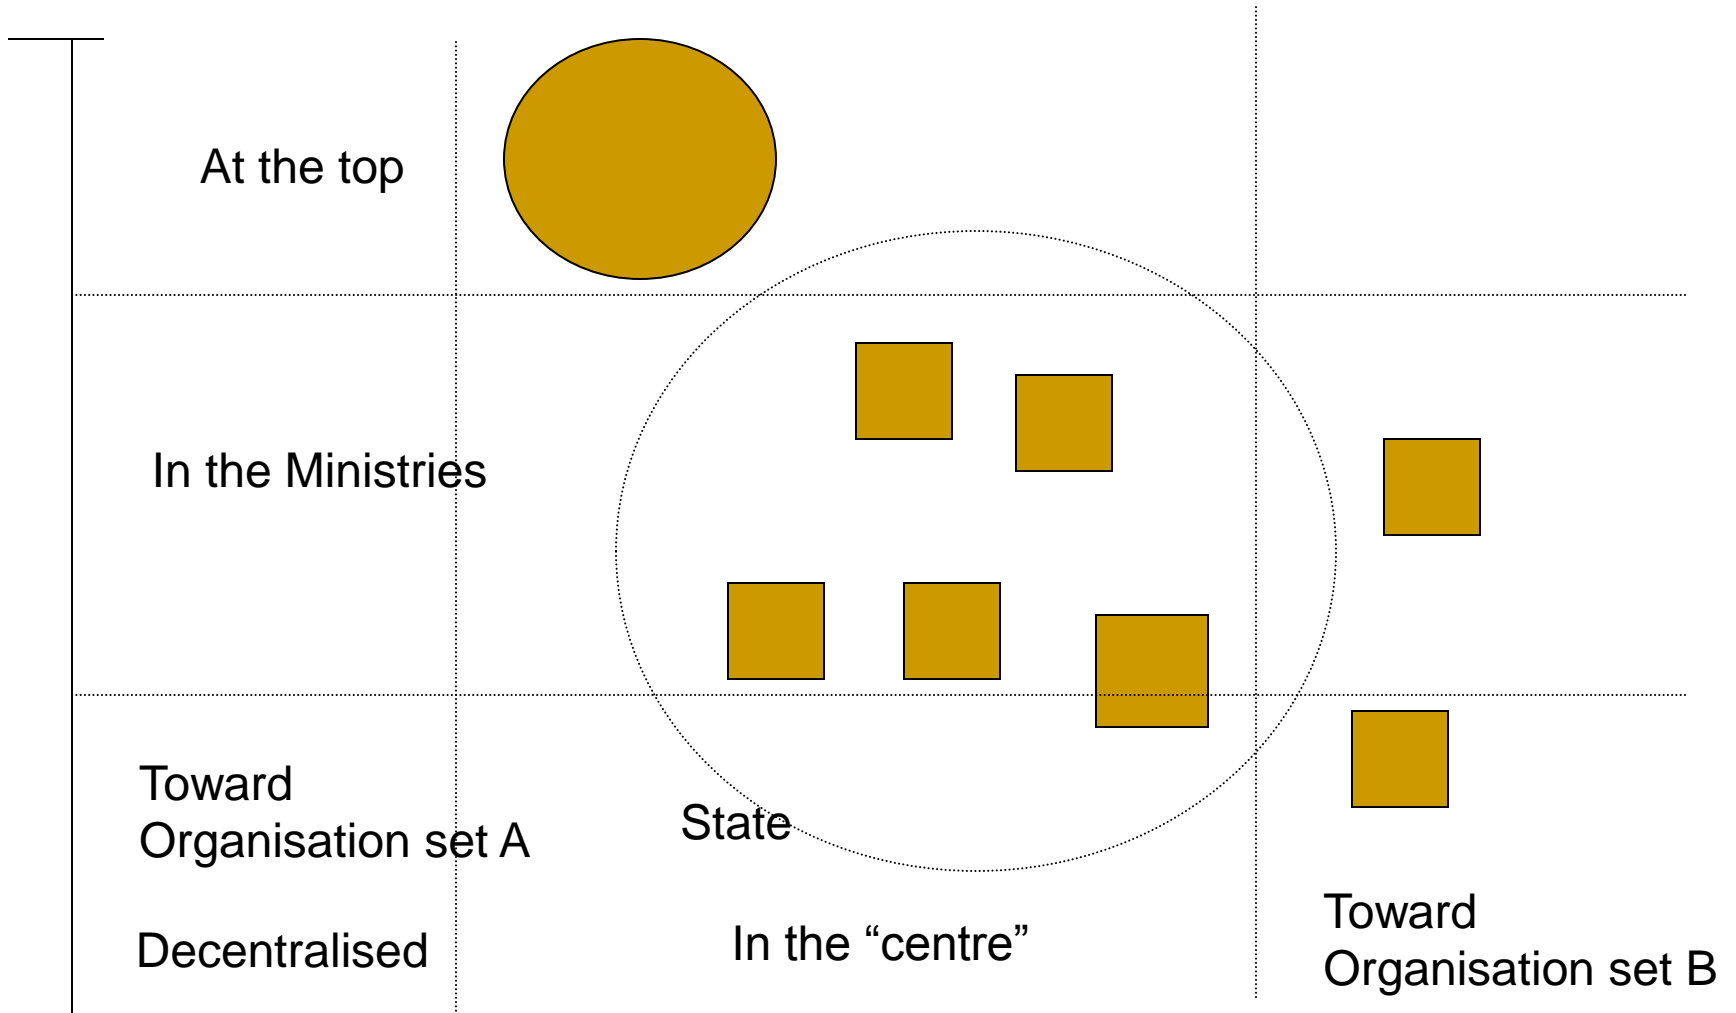 At the top
In the Ministries
Toward
Organisation set A
State
Decentralised
In the “centre”
Toward
Organisation set B